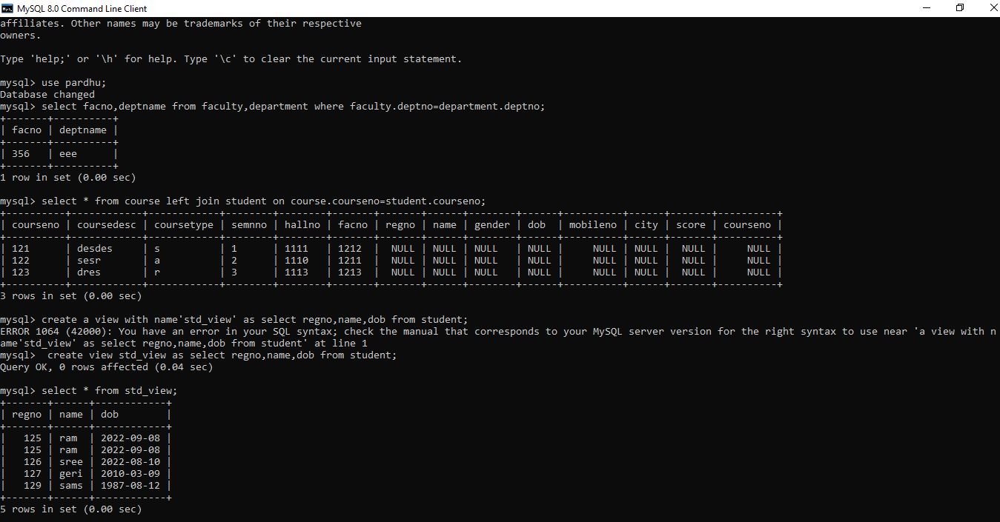 MySQL 8.0 Command Line Client
affiliates. Other names may be trademarks of their respective
owners.

Type 'help;' or '\h' for help. Type '\c' to clear the current input statement.

mysql> use pardhu;
Database changed
mysql> select facno,deptname from faculty,department where faculty.deptno=department.deptno;
+-------+----------+
| facno | deptname |
+-------+----------+
| 356   | eee      |
+-------+----------+
1 row in set (0.00 sec)

mysql> select * from course left join student on course.courseno=student.courseno;
+----------+------------+------------+--------+--------+-------+-------+------+--------+------+----------+------+-------+----------+
| courseno | coursedesc | coursetype | semnno | hallno | facno | regno | name | gender | dob  | mobileno | city | score | courseno |
+----------+------------+------------+--------+--------+-------+-------+------+--------+------+----------+------+-------+----------+
| 121      | desdes     | s          | 1      | 1111   | 1212  |  NULL | NULL | NULL   | NULL |     NULL | NULL |  NULL |     NULL |
| 122      | sesr       | a          | 2      | 1110   | 1211  |  NULL | NULL | NULL   | NULL |     NULL | NULL |  NULL |     NULL |
| 123      | dres       | r          | 3      | 1113   | 1213  |  NULL | NULL | NULL   | NULL |     NULL | NULL |  NULL |     NULL |
+----------+------------+------------+--------+--------+-------+-------+------+--------+------+----------+------+-------+----------+
3 rows in set (0.00 sec)

mysql> create a view with name'std_view' as select regno,name,dob from student;
ERROR 1064 (42000): You have an error in your SQL syntax; check the manual that corresponds to your MySQL server version for the right syntax to use near 'a view with n
ame'std_view' as select regno,name,dob from student' at line 1
mysql>  create view std_view as select regno,name,dob from student;
Query OK, 0 rows affected (0.04 sec)

mysql> select * from std_view;
+-------+------+------------+
| regno | name | dob        |
+-------+------+------------+
|   125 | ram  | 2022-09-08 |
|   125 | ram  | 2022-09-08 |
|   126 | sree | 2022-08-10 |
|   127 | geri | 2010-03-09 |
|   129 | sams | 1987-08-12 |
+-------+------+------------+
5 rows in set (0.00 sec)